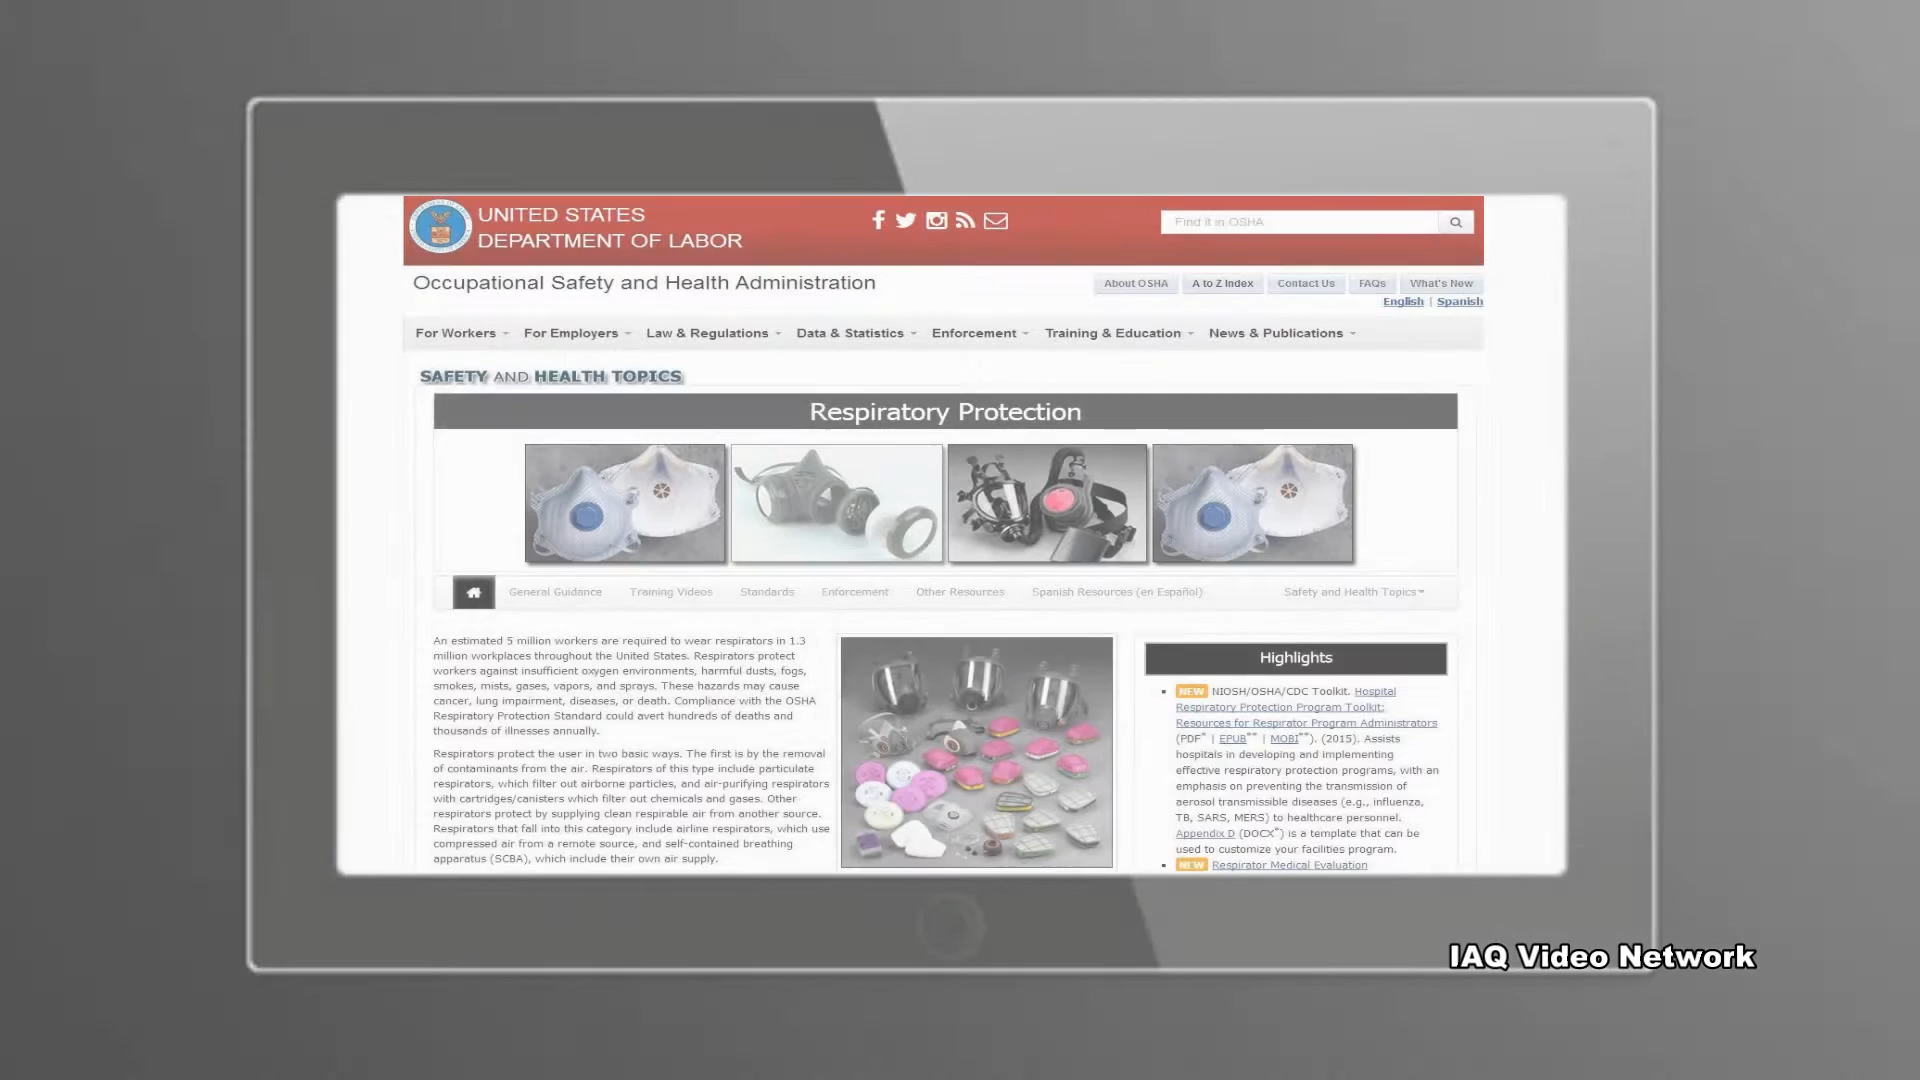 UNITED STATES
DEPARTMENT OF LABOR
Find it in OSHA
Occupational Safety and Health Administration
About OSHA
A to Z Index
Contact Us
FAQs
What's New
English | Spanish
For Workers
For Employers
Law & Regulations
Data & Statistics
Enforcement
Training & Education
News & Publications
SAFETY AND HEALTH TOPICS
Respiratory Protection
General Guidance
Training Videos
Standards
Enforcement
Other Resources
Spanish Resources (en Español)
Safety and Health Topics
An estimated 5 million workers are required to wear respirators in 1.3
million workplaces throughout the United States. Respirators protect
workers against insufficient oxygen environments, harmful dusts, fogs,
smokes, mists, gases, vapors, and sprays. These hazards may cause
cancer, lung impairment, diseases, or death. Compliance with the OSHA
Respiratory Protection Standard could avert hundreds of deaths and
thousands of illnesses annually.
Respirators protect the user in two basic ways. The first is by the removal
of contaminants from the air. Respirators of this type include particulate
respirators, which filter out airborne particles, and air-purifying respirators
with cartridges/canisters which filter out chemicals and gases. Other
respirators protect by supplying clean respirable air from another source.
Respirators that fall into this category include airline respirators, which use
compressed air from a remote source, and self-contained breathing
apparatus (SCBA), which include their own air supply.
Highlights
NEW NIOSH/OSHA/CDC Toolkit. Hospital
Respiratory Protection Program Toolkit:
Resources for Respirator Program Administrators
(PDF* | EPUB** | MOBI**). (2015). Assists
hospitals in developing and implementing
effective respiratory protection programs, with an
emphasis on preventing the transmission of
aerosol transmissible diseases (e.g., influenza,
TB, SARS, MERS) to healthcare personnel.
Appendix D (DOCX*) is a template that can be
used to customize your facilities program.
NEW Respirator Medical Evaluation
IAQ Video Network